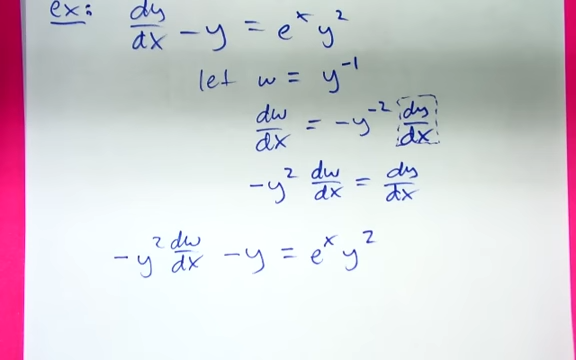 ex: dy/dx - y = e^x y^2
let w = y^-1
dw/dx = -y^-2 dy/dx
-y^2 dw/dx = dy/dx
-y^2 dw/dx - y = e^x y^2